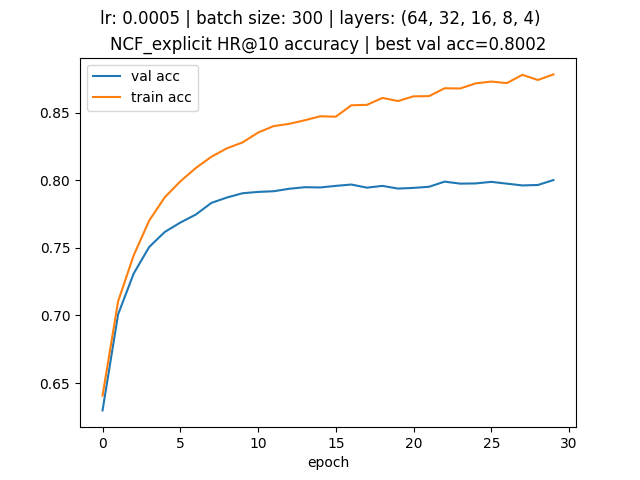 lr: 0.0005 | batch size: 300 | layers: (64, 32, 16, 8, 4)
NCF_explicit HR@10 accuracy | best val acc=0.8002
val acc
train acc
0.85
0.80
0.75
0.70
0.65
0 5 10 15 20 25 30
epoch